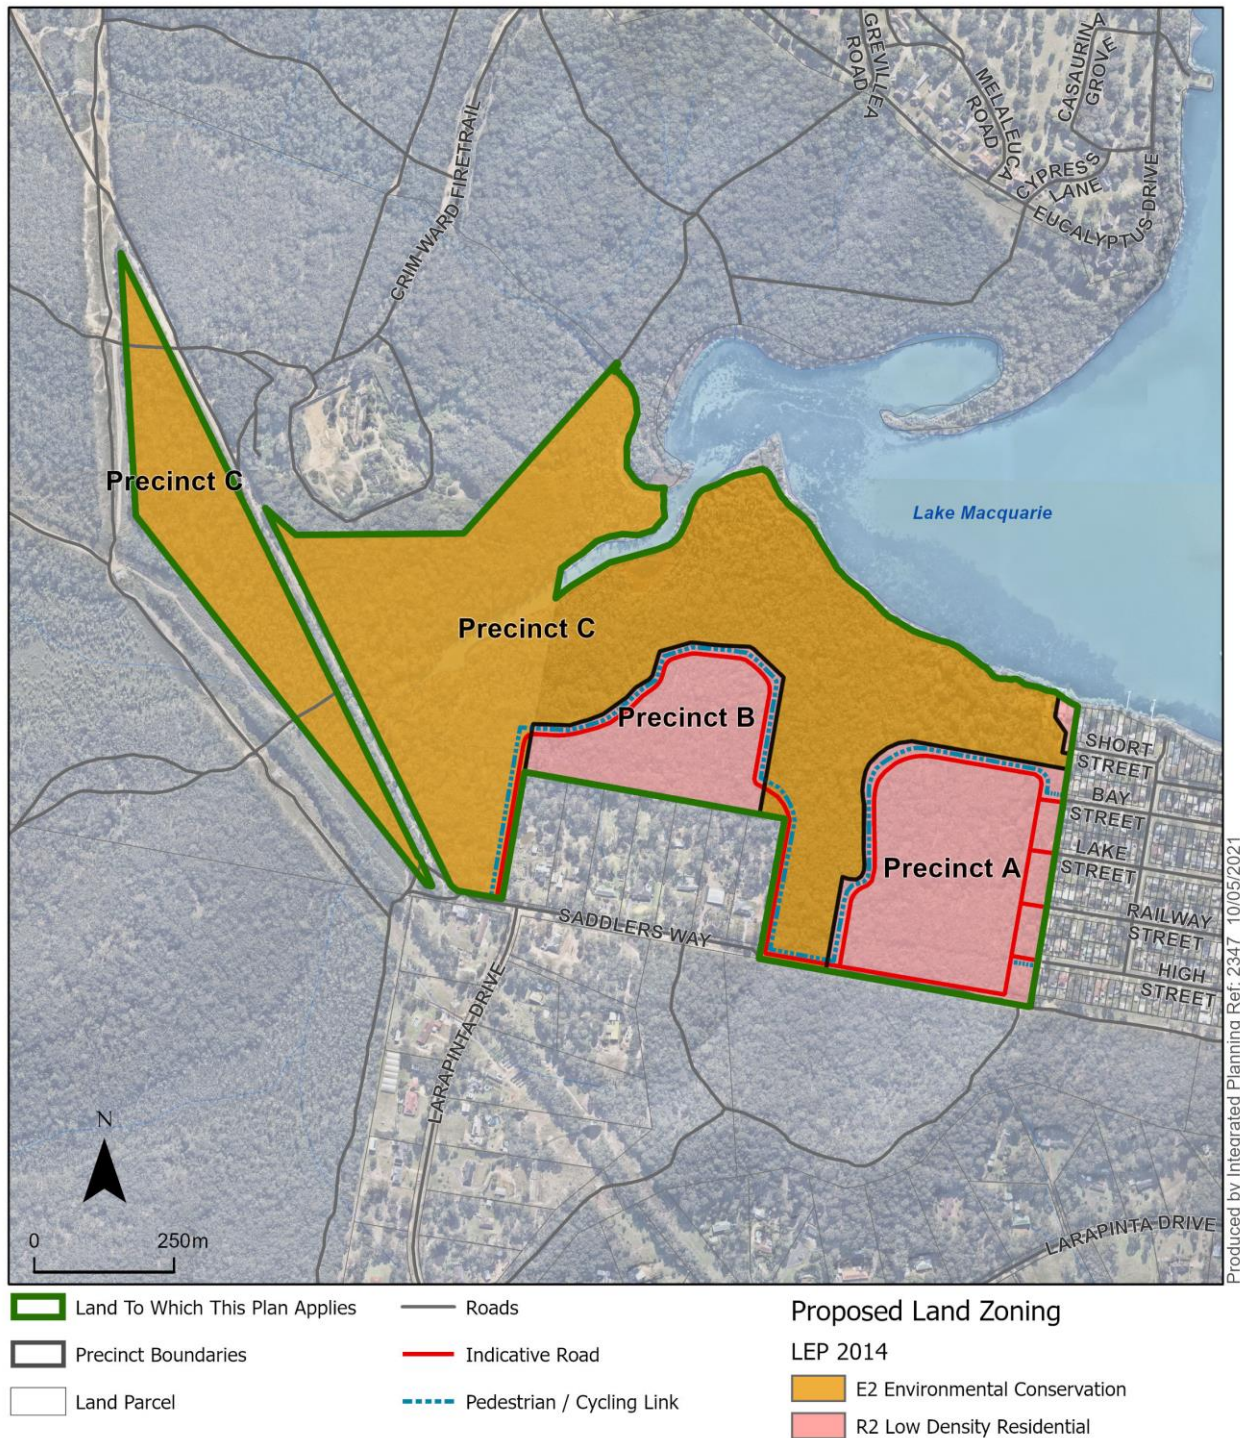 GREVILLEA
ROAD
MELALEUCA
ROAD
CASAURINA
GROVE
CYPRESS
LANE
EUCALYPTUS DRIVE
CRIM WARD FIRETRAIL
Precinct C
Lake Macquarie
Precinct C
Precinct B
Precinct A
SHORT
STREET
BAY
STREET
LAKE
STREET
RAILWAY
STREET
HIGH
STREET
SADDLERS WAY
LARAPINTA DRIVE
LARAPINTA DRIVE
N
0 250m
Produced by Integrated Planning Ref: 2347 10/05/2021
Land To Which This Plan Applies
Precinct Boundaries
Land Parcel
Roads
Indicative Road
Pedestrian / Cycling Link
Proposed Land Zoning
LEP 2014
E2 Environmental Conservation
R2 Low Density Residential